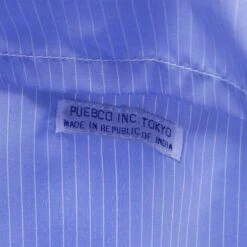 PUEBCO INC. TOKYO
MADE IN REPUBLIC OF INDIA